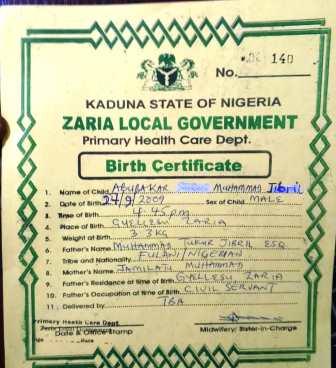 No. 140
KADUNA STATE OF NIGERIA
ZARIA LOCAL GOVERNMENT
Primary Health Care Dept.
Birth Certificate
1. Name of Child ABUBAKAR MUHAMMAD Jibril
2. Date of Birth 27/9/2009 Sex of Child MALE
3. Time of Birth 4.45pm
4. Place of Birth GYELLESU ZARIA
5. Weight at Birth 3.3KG
6. Father's Name MUHAMMAD TUKUR JIBRIL ESQ
7. Tribe and Nationality FULANI/NIGERIAN
8. Mother's Name JAMILATU MUHAMMAD
9. Father's Residence at time of Birth GYELLESU ZARIA
10. Father's Occupation at time of Birth CIVIL SERVANT
11. Delivered by TBA
Primary Health Care Dept.
Date & Office Stamp Midwifery/Sister-in-Charge